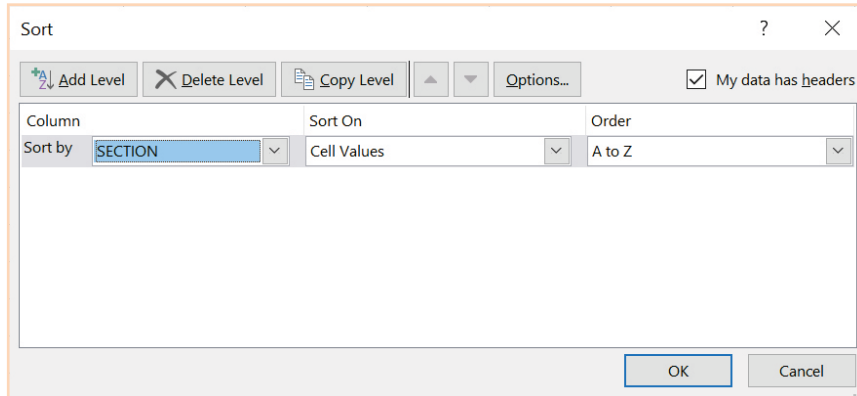 Sort ?
Add Level Delete Level Copy Level Options... My data has headers
Column Sort On Order
Sort by SECTION Cell Values A to Z
OK Cancel